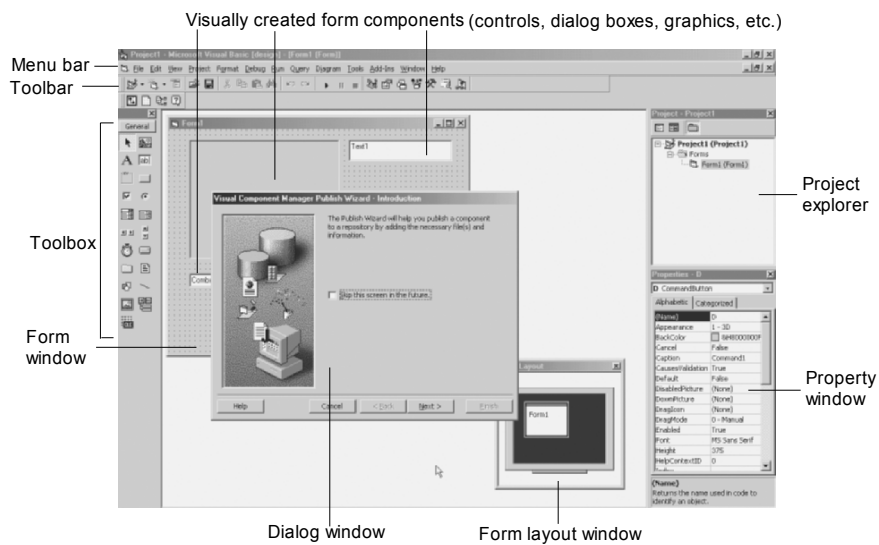 Visually created form components (controls, dialog boxes, graphics, etc.)
Project1 - Microsoft Visual Basic [design] - [Form1 (Form)]
Menu bar
File Edit View Project Format Debug Run Query Diagram Tools Add-Ins Window Help
Toolbar
General
Form1
Text1
Project - Project1
Project1 (Project1)
Forms
Form1 (Form1)
Project explorer
Toolbox
Visual Component Manager Publish Wizard - Introduction
The Publish Wizard will help you publish a component
to a repository by adding the necessary file(s) and
information.
Skip this screen in the future.
Help
Cancel
< Back
Next >
Finish
Form window
Properties - D
D CommandButton
Alphabetic Categorized
(Name) D
Appearance 1 - 3D
BackColor
Cancel False
Caption Command1
CausesValidation True
Default False
DisabledPicture (None)
DownPicture (None)
DragIcon (None)
DragMode 0 - Manual
Enabled True
Font MS Sans Serif
Height 375
HelpContextID 0
(Name)
Returns the name used in code to
identify an object.
Property window
Layout
Form1
Dialog window
Form layout window